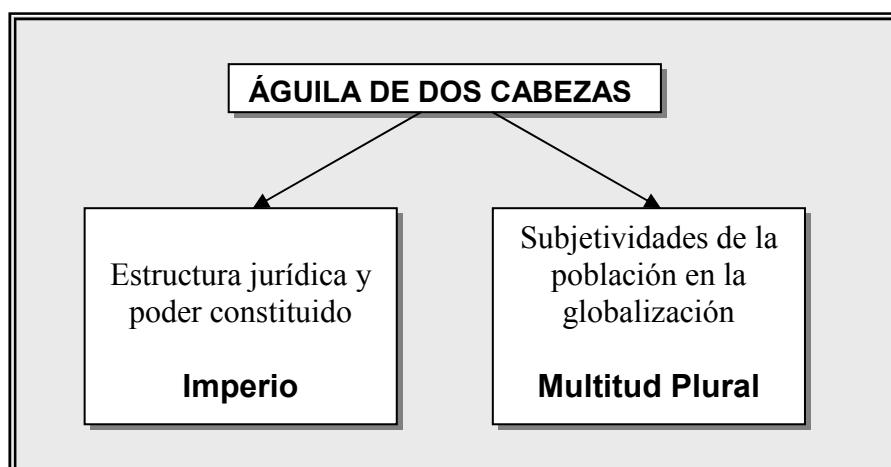 ÁGUILA DE DOS CABEZAS
Estructura jurídica y
poder constituido
Imperio
Subjetividades de la
población en la
globalización
Multitud Plural